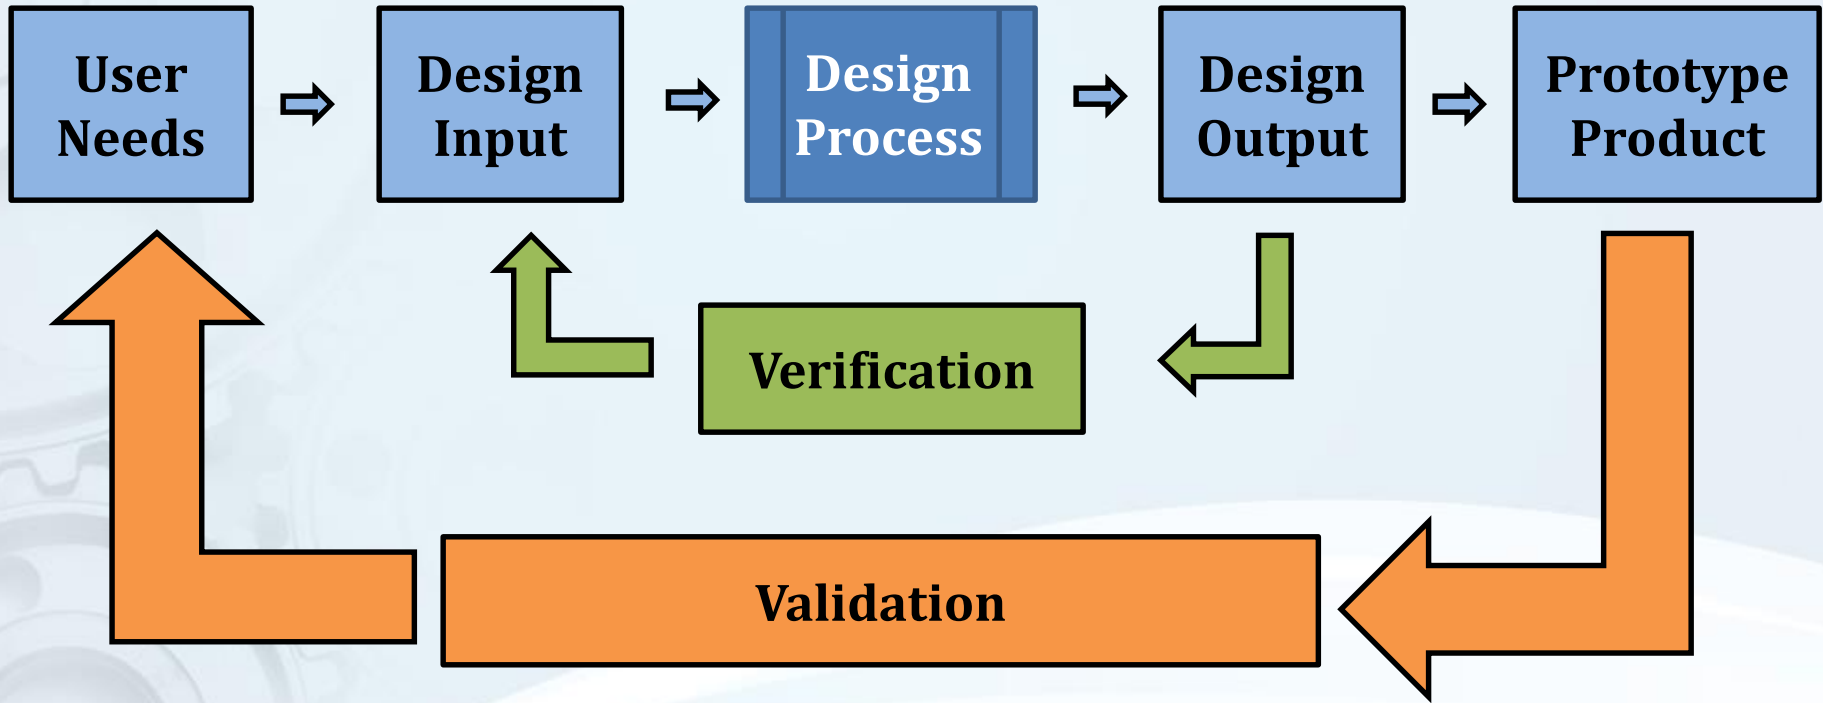 User
Needs
Design
Input
Design
Process
Design
Output
Prototype
Product
Verification
Validation